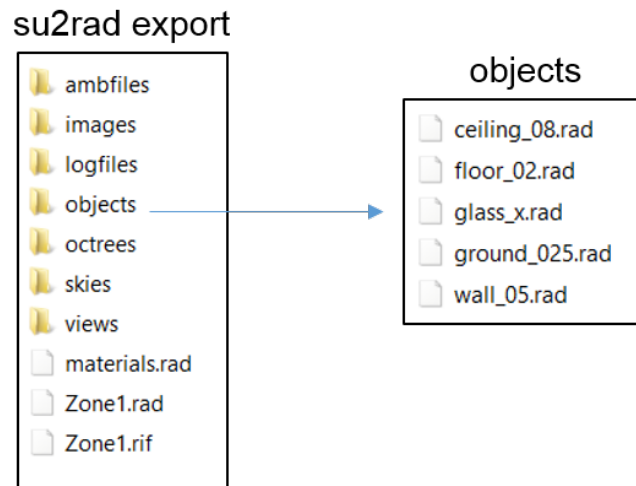 su2rad export
ambfiles
images
logfiles
objects
octrees
skies
views
materials.rad
Zone1.rad
Zone1.rif
objects
ceiling_08.rad
floor_02.rad
glass_x.rad
ground_025.rad
wall_05.rad